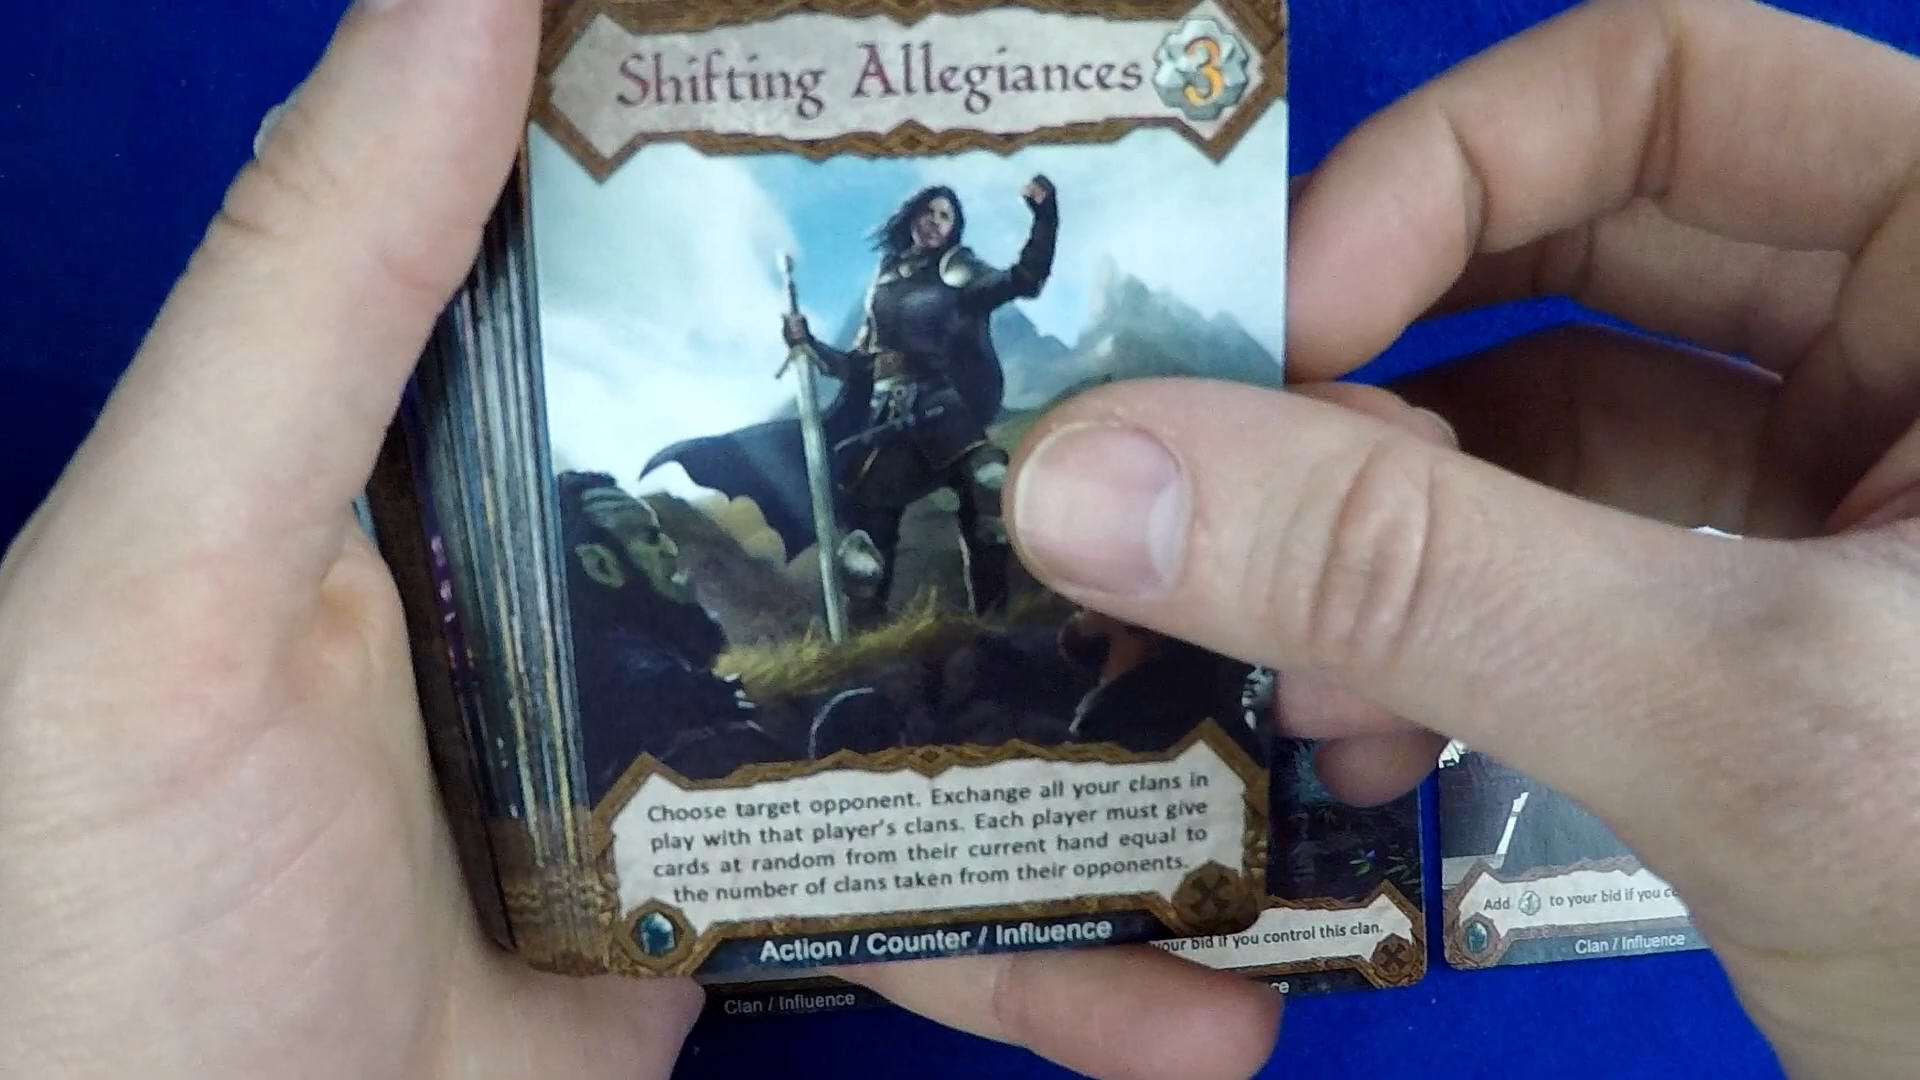 Shifting Allegiances 3
Choose target opponent. Exchange all your clans in
play with that player's clans. Each player must give
cards at random from their current hand equal to
the number of clans taken from their opponents.
Action / Counter / Influence
your bid if you control this clan.
ce
Clan / Influence
Add 1 to your bid if you c
Clan / Influence